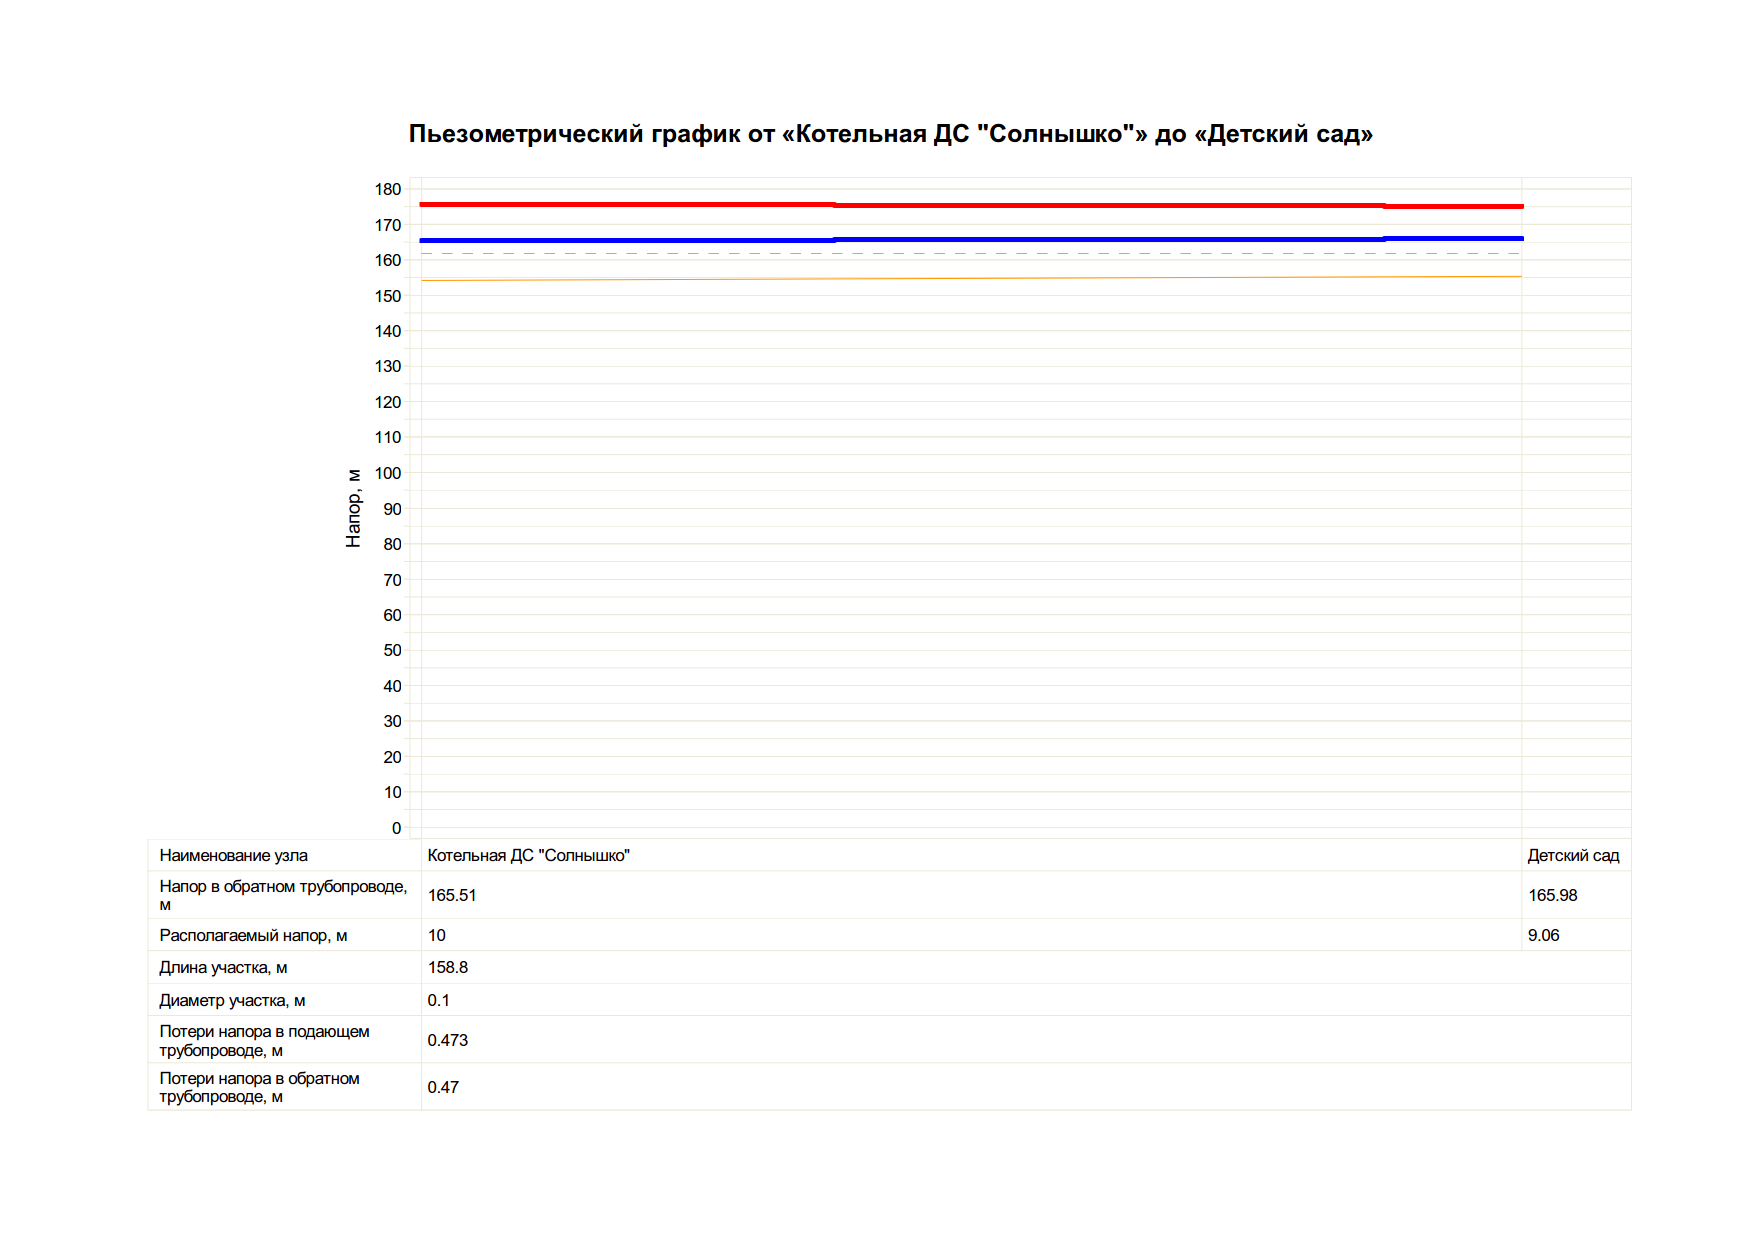 Пьезометрический график от «Котельная ДС "Солнышко"» до «Детский сад»
180
170
160
150
140
130
120
110
100
90
80
70
60
50
40
30
20
10
0
Напор, м
Наименование узла Котельная ДС "Солнышко" Детский сад
Напор в обратном трубопроводе,
м
165.51 165.98
Располагаемый напор, м 10 9.06
Длина участка, м 158.8
Диаметр участка, м 0.1
Потери напора в подающем
трубопроводе, м
0.473
Потери напора в обратном
трубопроводе, м
0.47